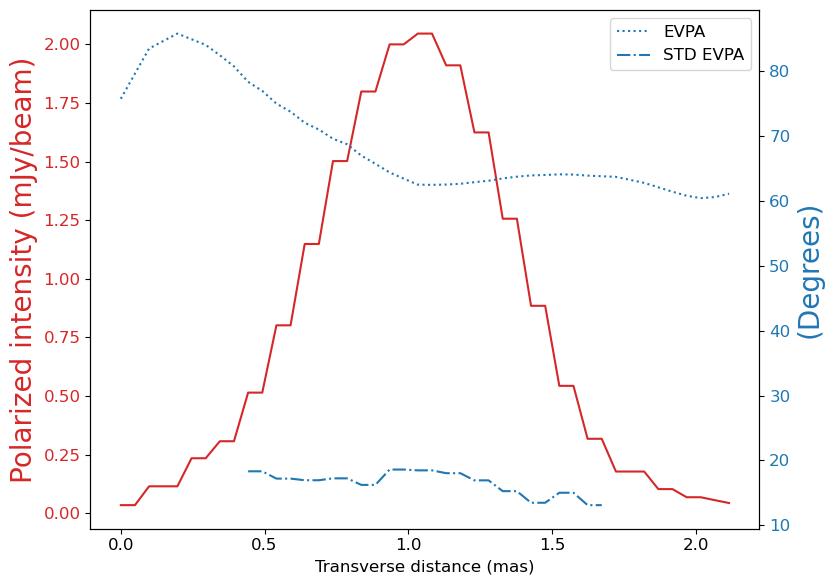 EVPA
STD EVPA
Polarized intensity (mJy/beam)
2.00
1.75
1.50
1.25
1.00
0.75
0.50
0.25
0.00
80
70
60
50
40
30
20
10
(Degrees)
0.0 0.5 1.0 1.5 2.0
Transverse distance (mas)